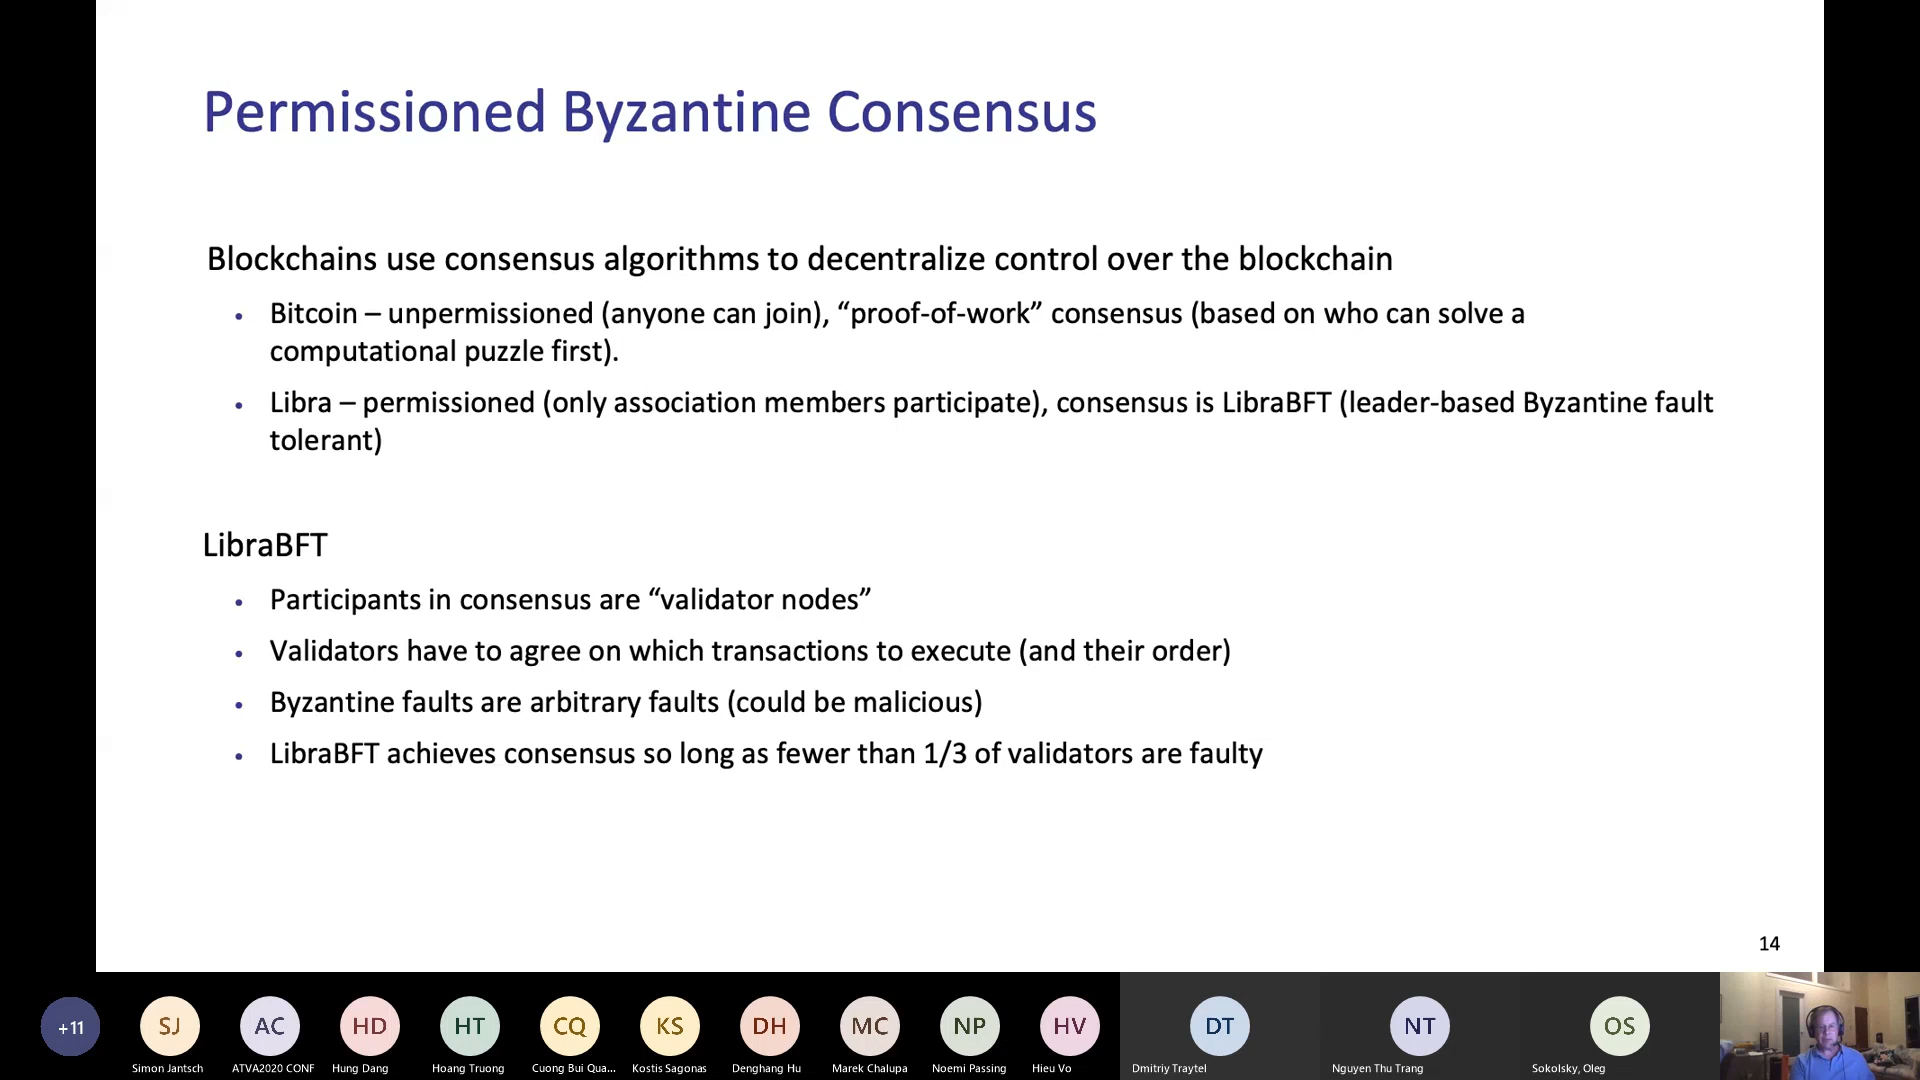 Permissioned Byzantine Consensus
Blockchains use consensus algorithms to decentralize control over the blockchain
• Bitcoin – unpermissioned (anyone can join), “proof-of-work” consensus (based on who can solve a
computational puzzle first).
• Libra – permissioned (only association members participate), consensus is LibraBFT (leader-based Byzantine fault
tolerant)
LibraBFT
• Participants in consensus are “validator nodes”
• Validators have to agree on which transactions to execute (and their order)
• Byzantine faults are arbitrary faults (could be malicious)
• LibraBFT achieves consensus so long as fewer than 1/3 of validators are faulty
14
+11 SJ AC HD HT CQ KS DH MC NP HV DT NT OS
Simon Jantsch ATVA2020 CONF Hung Dang Hoang Truong Cuong Bui Qua... Kostis Sagonas Denghang Hu Marek Chalupa Noemi Passing Hieu Vo Dmitriy Traytel Nguyen Thu Trang Sokolsky, Oleg